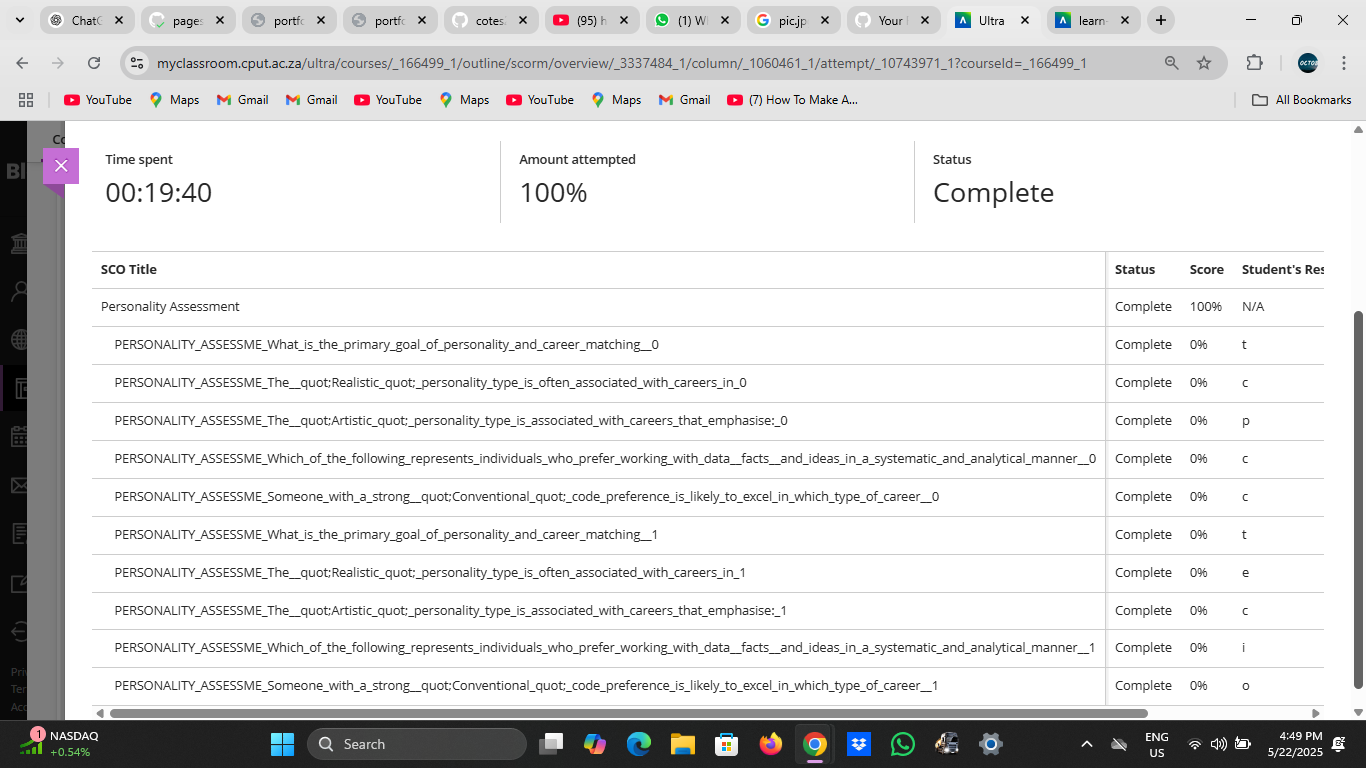 ChatG
pages
portfo
portfo
cotes
(95) h
(1) W
pic.jp
Your
Ultra
learn-
myclassroom.cput.ac.za/ultra/courses/_166499_1/outline/scorm/overview/_3337484_1/column/_1060461_1/attempt/_10743971_1?courseId=_166499_1
YouTube Maps Gmail Gmail YouTube Maps YouTube Maps Gmail (7) How To Make A... All Bookmarks
Time spent Amount attempted Status
00:19:40 100% Complete
SCO Title Status Score Student's Res
Personality Assessment Complete 100% N/A
PERSONALITY_ASSESSME_What_is_the_primary_goal_of_personality_and_career_matching__0 Complete 0% t
PERSONALITY_ASSESSME_The__quot;Realistic_quot;_personality_type_is_often_associated_with_careers_in_0 Complete 0% c
PERSONALITY_ASSESSME_The__quot;Artistic_quot;_personality_type_is_associated_with_careers_that_emphasise:_0 Complete 0% p
PERSONALITY_ASSESSME_Which_of_the_following_represents_individuals_who_prefer_working_with_data__facts__and_ideas_in_a_systematic_and_analytical_manner__0 Complete 0% c
PERSONALITY_ASSESSME_Someone_with_a_strong__quot;Conventional_quot;_code_preference_is_likely_to_excel_in_which_type_of_career__0 Complete 0% c
PERSONALITY_ASSESSME_What_is_the_primary_goal_of_personality_and_career_matching__1 Complete 0% t
PERSONALITY_ASSESSME_The__quot;Realistic_quot;_personality_type_is_often_associated_with_careers_in_1 Complete 0% e
PERSONALITY_ASSESSME_The__quot;Artistic_quot;_personality_type_is_associated_with_careers_that_emphasise:_1 Complete 0% c
PERSONALITY_ASSESSME_Which_of_the_following_represents_individuals_who_prefer_working_with_data__facts__and_ideas_in_a_systematic_and_analytical_manner__1 Complete 0% i
PERSONALITY_ASSESSME_Someone_with_a_strong__quot;Conventional_quot;_code_preference_is_likely_to_excel_in_which_type_of_career__1 Complete 0% o
Co
Bl
Pri
Ter
Acc
1
NASDAQ
+0.54%
Search
ENG
US
4:49 PM
5/22/2025